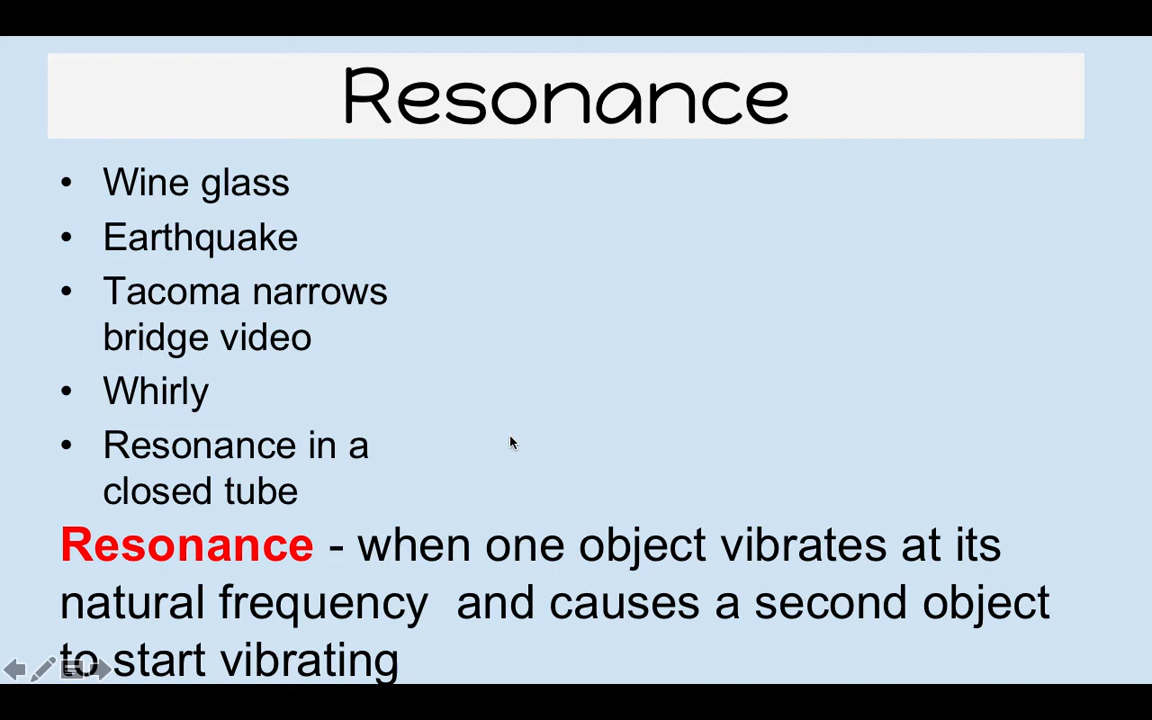 Resonance
• Wine glass
• Earthquake
• Tacoma narrows
bridge video
• Whirly
• Resonance in a
closed tube
Resonance - when one object vibrates at its
natural frequency  and causes a second object
to start vibrating